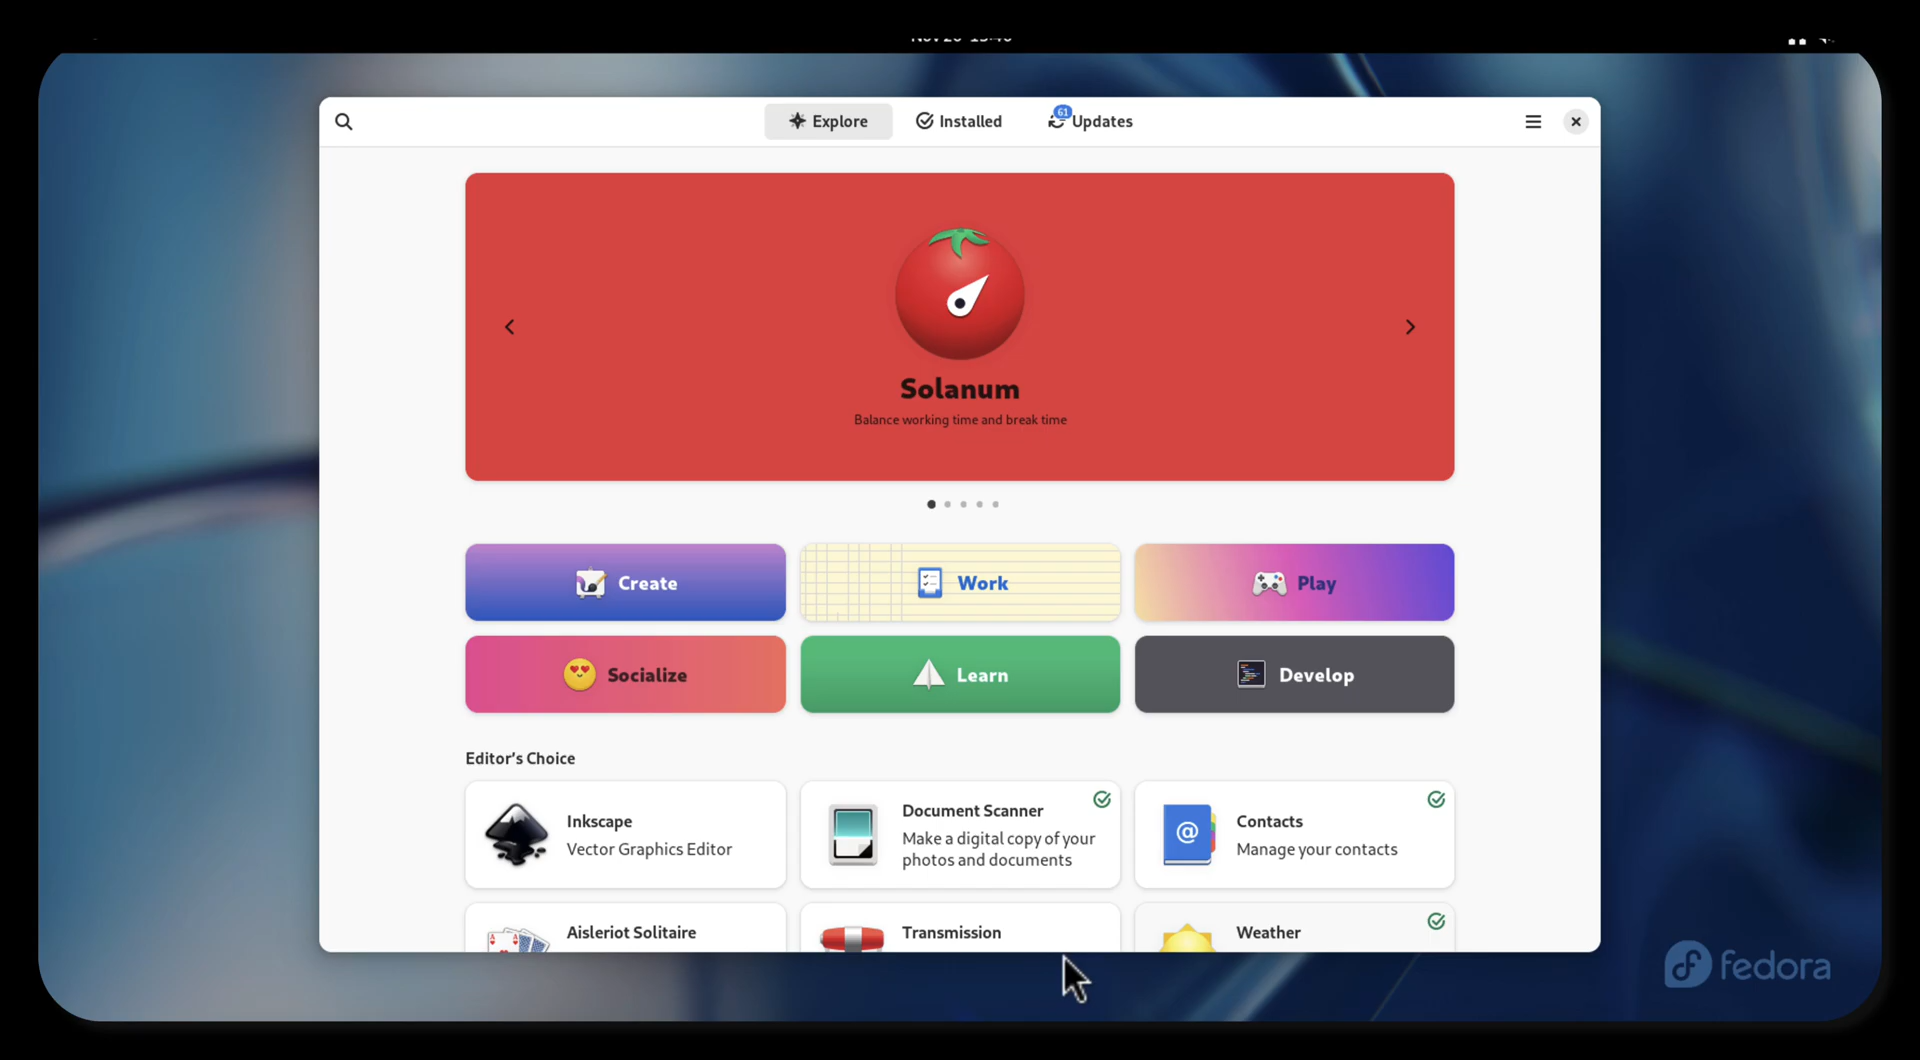 Explore
Installed
61
Updates
Solanum
Balance working time and break time
Create
Work
Play
Socialize
Learn
Develop
Editor's Choice
Inkscape
Vector Graphics Editor
Document Scanner
Make a digital copy of your
photos and documents
Contacts
Manage your contacts
Aisleriot Solitaire
Transmission
Weather
fedora